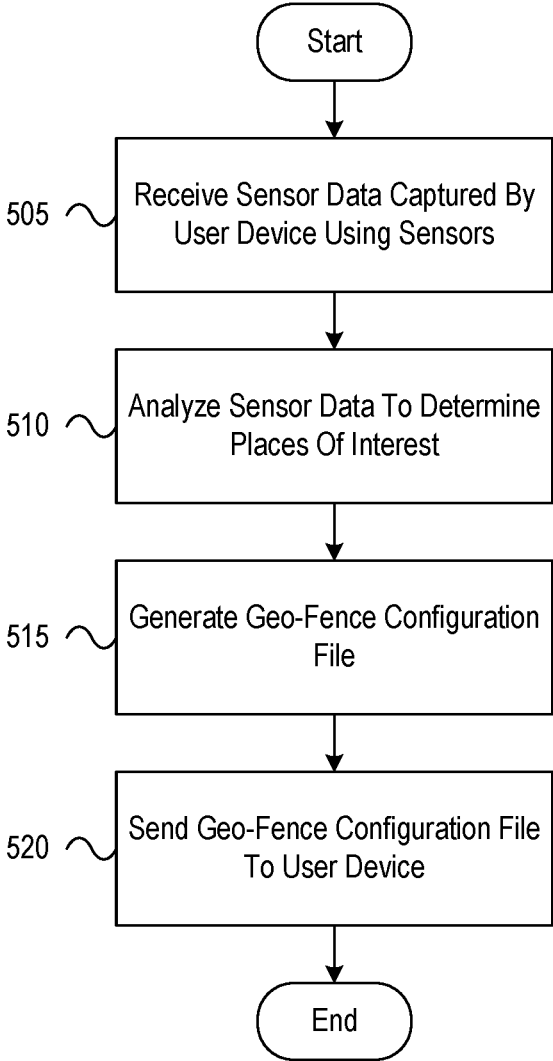 Start
505
Receive Sensor Data Captured By
User Device Using Sensors
510
Analyze Sensor Data To Determine
Places Of Interest
515
Generate Geo-Fence Configuration
File
520
Send Geo-Fence Configuration File
To User Device
End